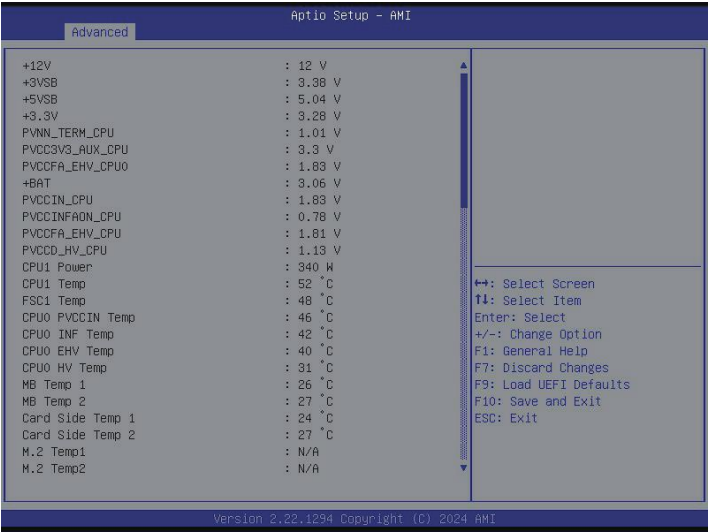 Aptio Setup - AMI
Advanced
+12V : 12 V
+3VSB : 3.38 V
+5VSB : 5.04 V
+3.3V : 3.28 V
PVNN_TERM_CPU : 1.01 V
PVCC3V3_AUX_CPU : 3.3 V
PVCCFA_EHV_CPU0 : 1.83 V
+BAT : 3.06 V
PVCCIN_CPU : 1.83 V
PVCCINFAON_CPU : 0.78 V
PVCCFA_EHV_CPU : 1.81 V
PVCCD_HV_CPU : 1.13 V
CPU1 Power : 340 W
CPU1 Temp : 52 °C
FSC1 Temp : 48 °C
CPU0 PVCCIN Temp : 46 °C
CPU0 INF Temp : 42 °C
CPU0 EHV Temp : 40 °C
CPU0 HV Temp : 31 °C
MB Temp 1 : 26 °C
MB Temp 2 : 27 °C
Card Side Temp 1 : 24 °C
Card Side Temp 2 : 27 °C
M.2 Temp1 : N/A
M.2 Temp2 : N/A
↔: Select Screen
↑↓: Select Item
Enter: Select
+/-: Change Option
F1: General Help
F7: Discard Changes
F9: Load UEFI Defaults
F10: Save and Exit
ESC: Exit
Version 2.22.1294 Copyright (C) 2024 AMI